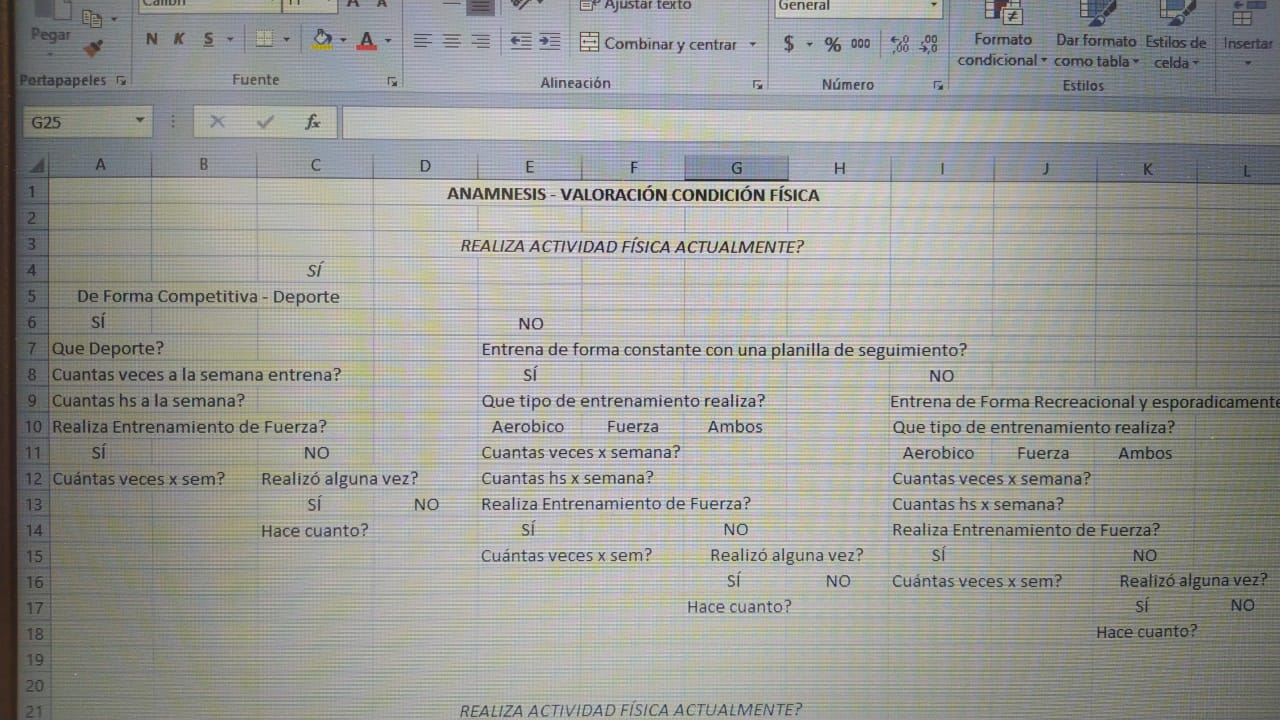 Calibri 11 A A Ajustar texto General
Pegar N K S A Combinar y centrar $ % 000 Formato condicional Dar formato como tabla Estilos de celda Insertar
Portapapeles Fuente Alineación Número Estilos
G25 fx
A B C D E F G H I J K L
1 ANAMNESIS - VALORACIÓN CONDICIÓN FÍSICA
2
3 REALIZA ACTIVIDAD FÍSICA ACTUALMENTE?
4 SÍ
5 De Forma Competitiva - Deporte
6 SÍ NO
7 Que Deporte? Entrena de forma constante con una planilla de seguimiento?
8 Cuantas veces a la semana entrena? SÍ NO
9 Cuantas hs a la semana? Que tipo de entrenamiento realiza? Entrena de Forma Recreacional y esporadicamente
10 Realiza Entrenamiento de Fuerza? Aerobico Fuerza Ambos Que tipo de entrenamiento realiza?
11 SÍ NO Cuantas veces x semana? Aerobico Fuerza Ambos
12 Cuántas veces x sem? Realizó alguna vez? Cuantas hs x semana? Cuantas veces x semana?
13 SÍ NO Realiza Entrenamiento de Fuerza? Cuantas hs x semana?
14 Hace cuanto? SÍ NO Realiza Entrenamiento de Fuerza?
15 Cuántas veces x sem? Realizó alguna vez? SÍ NO
16 SÍ NO Cuántas veces x sem? Realizó alguna vez?
17 Hace cuanto? SÍ NO
18 Hace cuanto?
19
20
21 REALIZA ACTIVIDAD FÍSICA ACTUALMENTE?